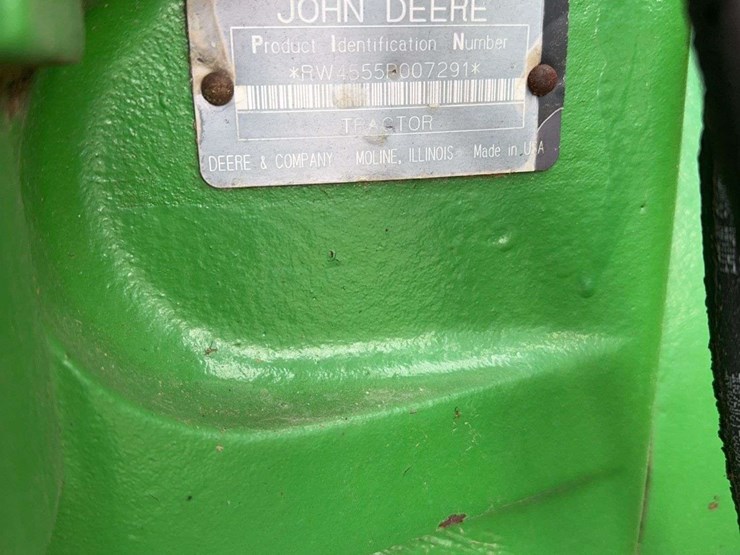 JOHN DEERE
Product Identification Number
*RW4555P007291*
TRACTOR
DEERE & COMPANY MOLINE, ILLINOIS Made in USA